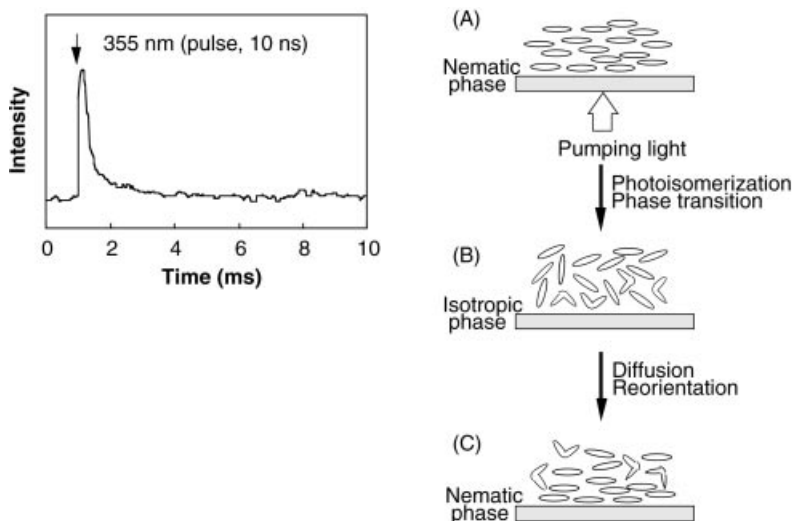 355 nm (pulse, 10 ns)
Intensity
0 2 4 6 8 10
Time (ms)
(A)
Nematic
phase
Pumping light
Photoisomerization
Phase transition
(B)
Isotropic
phase
Diffusion
Reorientation
(C)
Nematic
phase